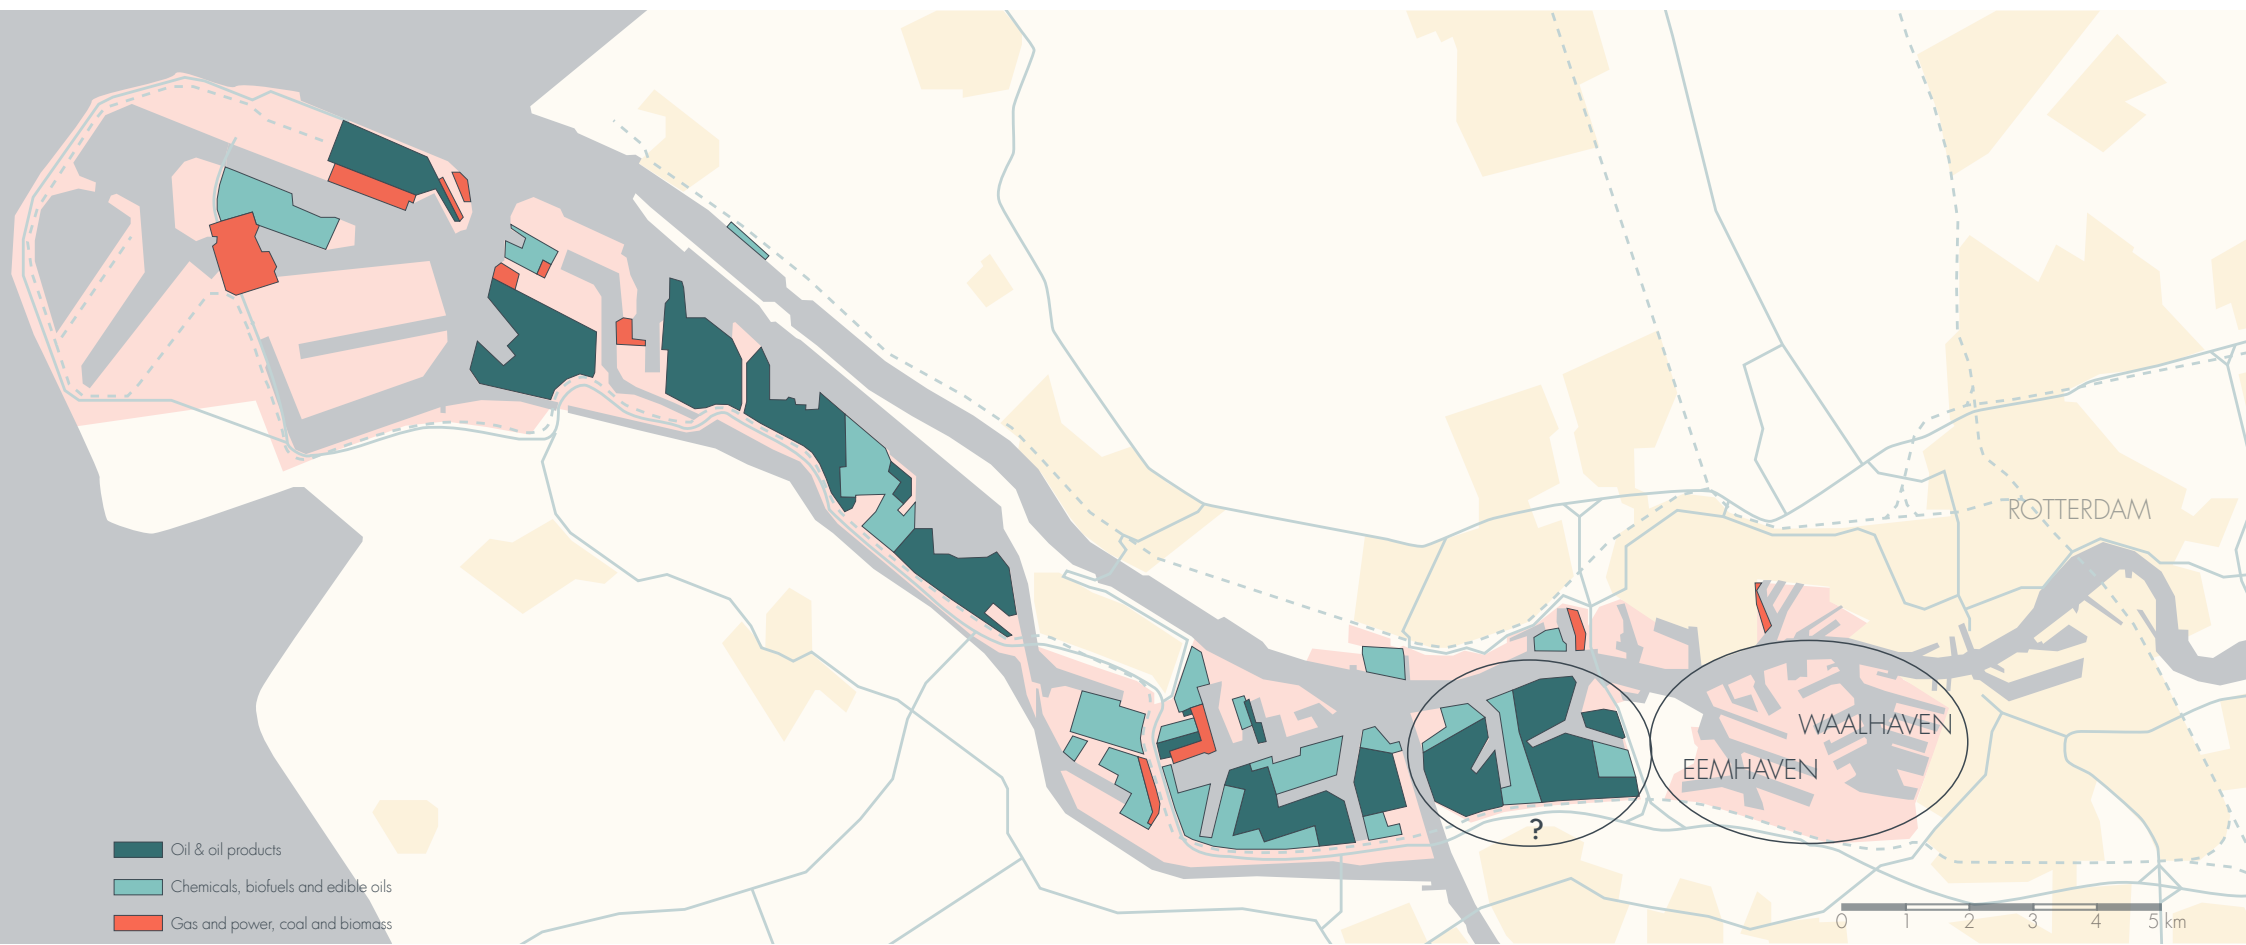 ROTTERDAM
WAALHAVEN
EEMHAVEN
?
Oil & oil products
Chemicals, biofuels and edible oils
Gas and power, coal and biomass
0 1 2 3 4 5 km